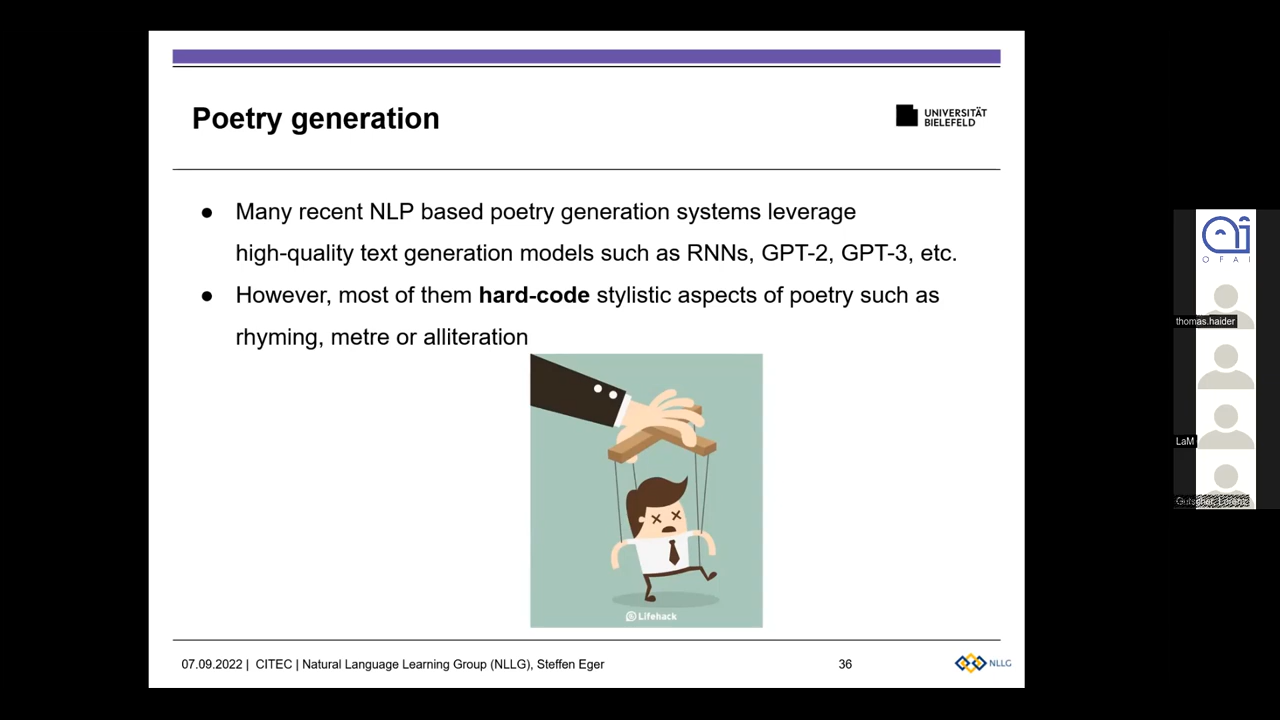 Poetry generation
UNIVERSITÄT
BIELEFELD
● Many recent NLP based poetry generation systems leverage
high-quality text generation models such as RNNs, GPT-2, GPT-3, etc.
● However, most of them hard-code stylistic aspects of poetry such as
rhyming, metre or alliteration
Lifehack
07.09.2022 | CITEC | Natural Language Learning Group (NLLG), Steffen Eger
36
NLLG
OFAI
thomas.haider
LaM